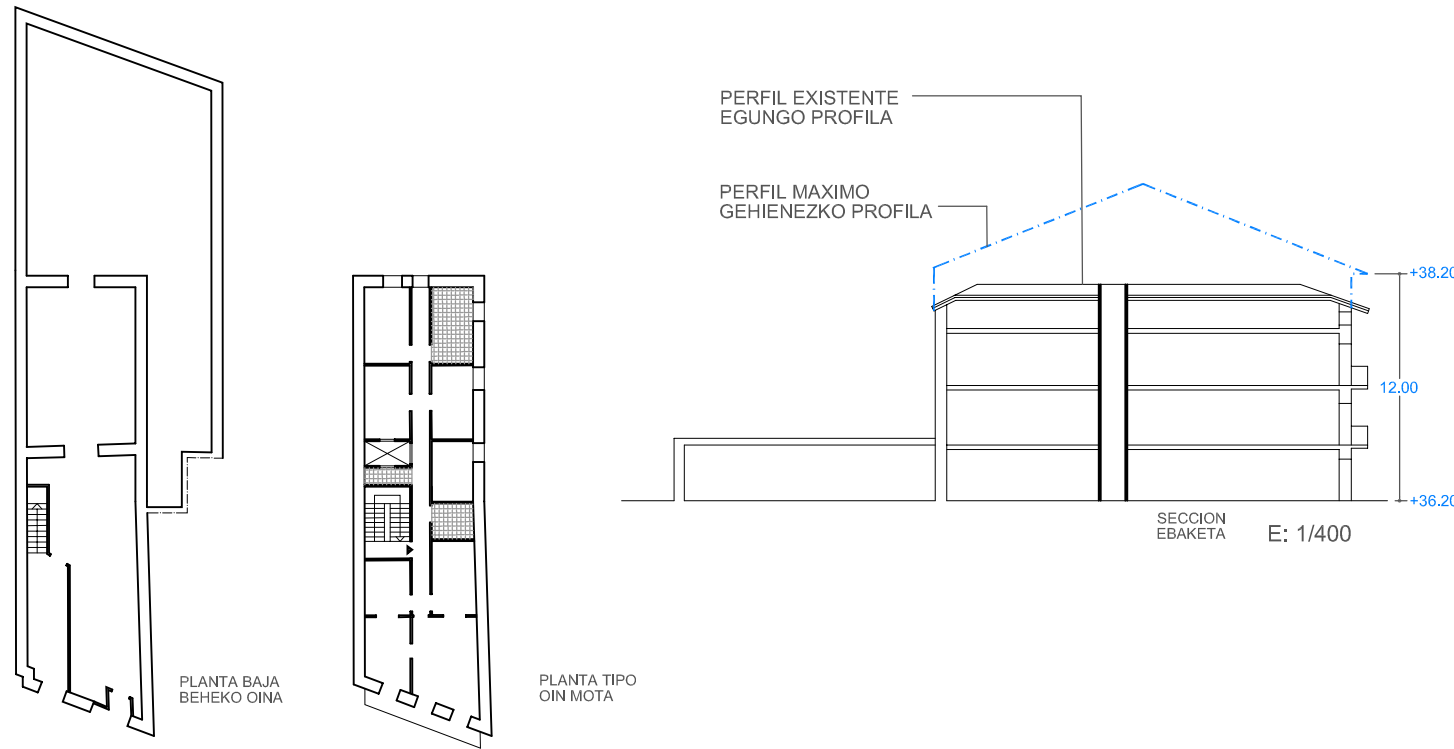 PERFIL EXISTENTE
EGUNGO PROFILA
PERFIL MAXIMO
GEHIENEZKO PROFILA
+38.20
12.00
+36.20
SECCION
EBAKETA
E: 1/400
PLANTA BAJA
BEHEKO OINA
PLANTA TIPO
OIN MOTA